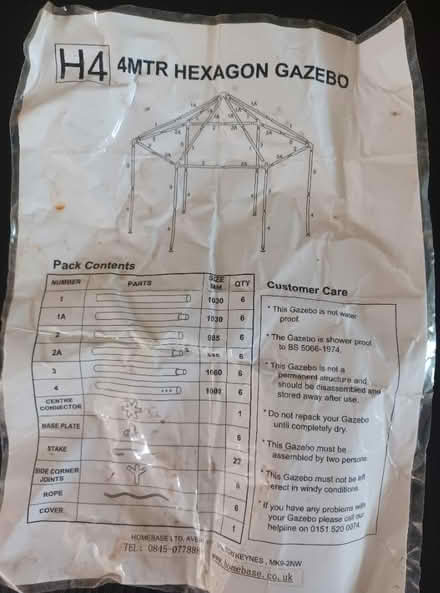 H4 4MTR HEXAGON GAZEBO
Pack Contents
NUMBER PARTS SIZE QTY
1 1030 6
1A 1030 6
2 985 6
2A 6
3 1060 6
4 6
CENTRE CONNECTOR 1
BASE PLATE 6
STAKE 22
SIDE CORNER JOINTS 6
ROPE 6
COVER 1
Customer Care
* This Gazebo is not water
proof.
* The Gazebo is shower proof
to BS 5066-1974.
* This Gazebo is not a
permanent structure and
should be disassembled and
stored away after use.
* Do not repack your Gazebo
until completely dry.
* This Gazebo must be
assembled by two persons
* This Gazebo must not be left
erect in windy conditions.
* If you have any problems with
your Gazebo please call our
helpline on 0151 520 0074.
HOMEBASE LTD, KEYNES , MK9-2NW
TEL: www.homebase.co.uk